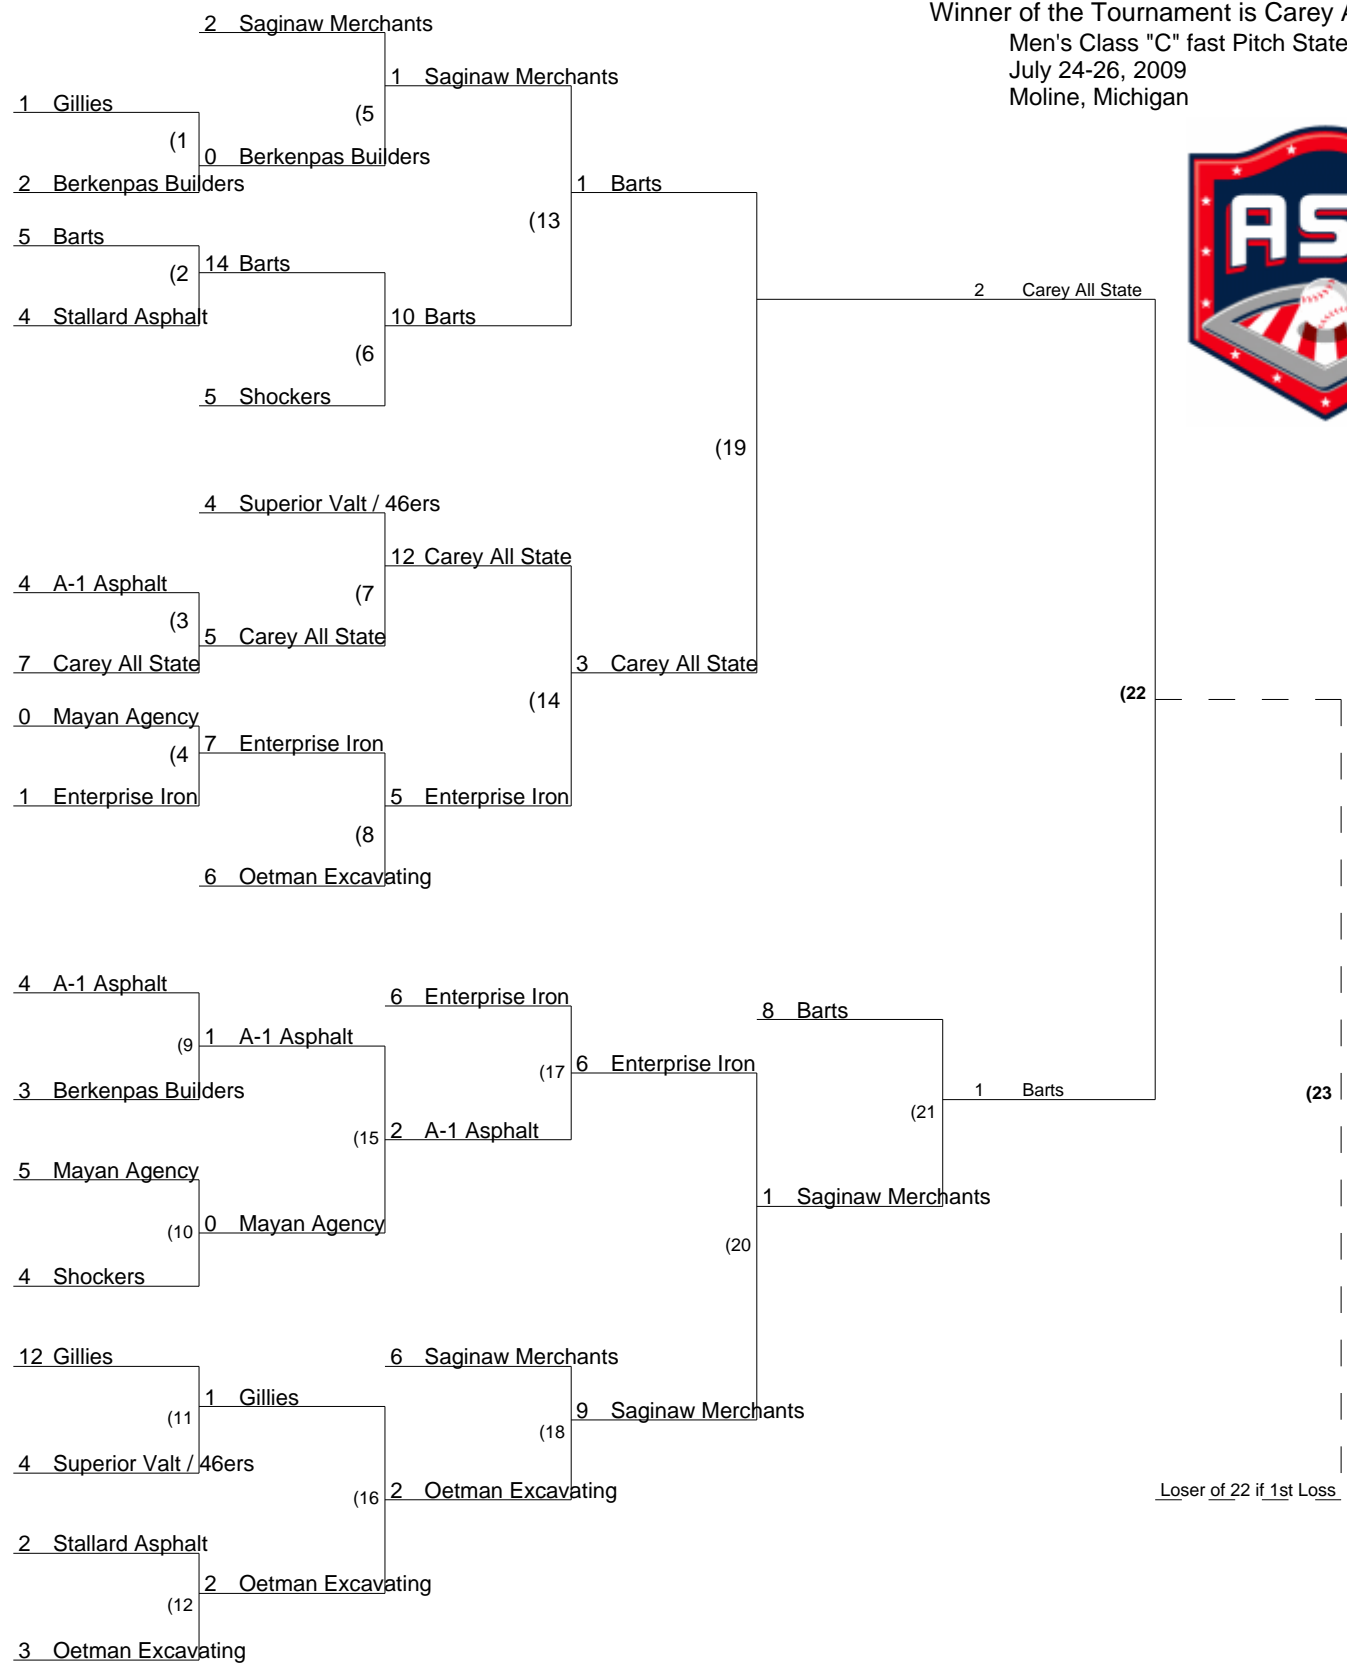 Winner of the Tournament is Carey
Men's Class "C" fast Pitch State
July 24-26, 2009
Moline, Michigan
2 Saginaw Merchants
1 Saginaw Merchants
1 Gillies
(5
(1
0 Berkenpas Builders
2 Berkenpas Builders
1 Barts
(13
5 Barts
14 Barts
(2
4 Stallard Asphalt
10 Barts
(6
5 Shockers
2 Carey All State
(19
4 Superior Valt / 46ers
12 Carey All State
4 A-1 Asphalt
(7
(3
5 Carey All State
7 Carey All State
3 Carey All State
(14
(22
0 Mayan Agency
7 Enterprise Iron
(4
1 Enterprise Iron
5 Enterprise Iron
(8
6 Oetman Excavating
4 A-1 Asphalt
6 Enterprise Iron
8 Barts
1 A-1 Asphalt
(9
6 Enterprise Iron
(17
3 Berkenpas Builders
1 Barts
(23
(21
2 A-1 Asphalt
(15
5 Mayan Agency
1 Saginaw Merchants
0 Mayan Agency
(10
(20
4 Shockers
12 Gillies
6 Saginaw Merchants
1 Gillies
9 Saginaw Merchants
(11
(18
4 Superior Valt / 46ers
2 Oetman Excavating
(16
Loser of 22 if 1st Loss
2 Stallard Asphalt
2 Oetman Excavating
(12
3 Oetman Excavating